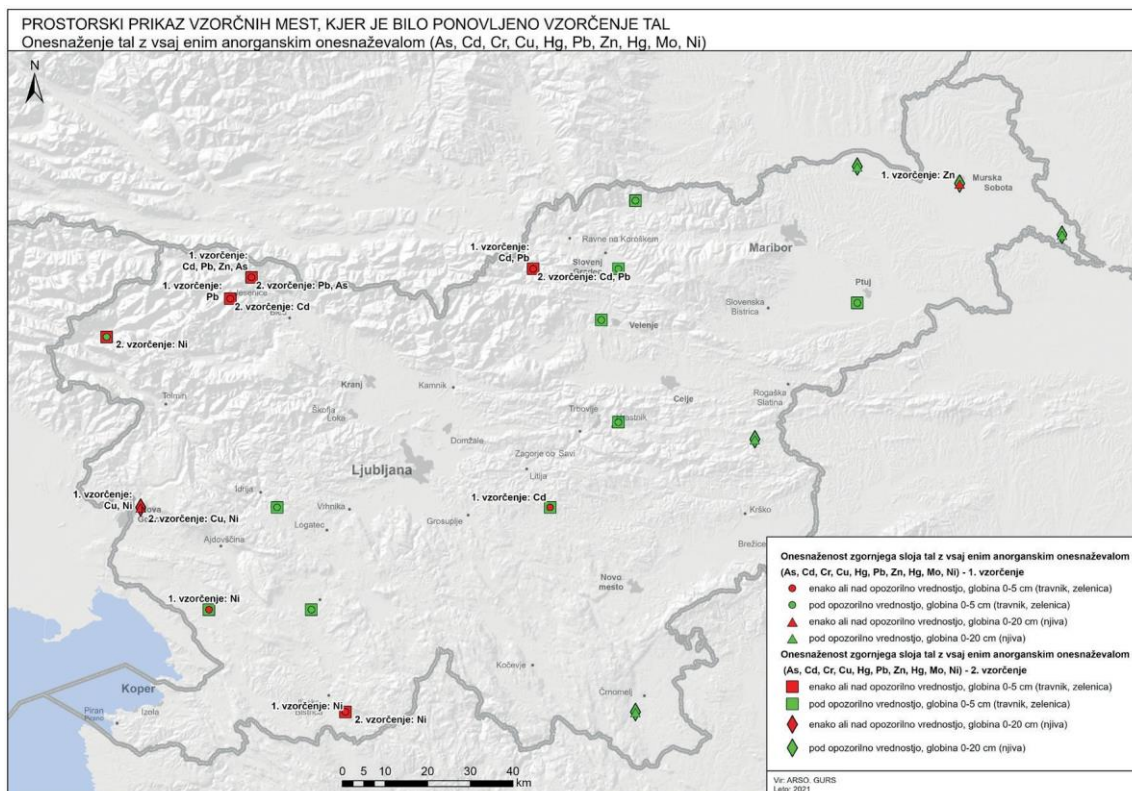 PROSTORSKI PRIKAZ VZORČNIH MEST, KJER JE BILO PONOVLJENO VZORČENJE TAL
Onesnaženje tal z vsaj enim anorganskim onesnaževalom (As, Cd, Cr, Cu, Hg, Pb, Zn, Hg, Mo, Ni)
N
1. vzorčenje: Zn
Murska
Sobota
Ravne na Koroškem
Maribor
1. vzorčenje:
Cd, Pb
Slovenj
Gradec
2. vzorčenje: Cd, Pb
1. vzorčenje:
Cd, Pb, Zn, As
2. vzorčenje: Pb, As
1. vzorčenje:
Pb
2. vzorčenje: Cd
Ptuj
Slovenska
Bistrica
Velenje
2. vzorčenje: Ni
Kranj
Kamnik
Celje
Rogaška
Slatina
Tolmin
Škofja
Loka
Trbovlje
Domžale
Zagorje ob Savi
Ljubljana
Litija
1. vzorčenje:
Cu, Ni
2. vzorčenje: Cu, Ni
Idrija
Vrhnika
Logatec
Ajdovščina
1. vzorčenje: Cd
Grosuplje
Krško
Brežice
Novo
mesto
1. vzorčenje: Ni
Kočevje
Črnomelj
Koper
Piran
Izola
1. vzorčenje: Ni
Bistrica
2. vzorčenje: Ni
0 5 10 20 30 40
km
Onesnaženost zgornjega sloja tal z vsaj enim anorganskim onesnaževalom
(As, Cd, Cr, Cu, Hg, Pb, Zn, Hg, Mo, Ni) - 1. vzorčenje
enako ali nad opozorilno vrednostjo, globina 0-5 cm (travnik, zelenica)
pod opozorilno vrednostjo, globina 0-5 cm (travnik, zelenica)
enako ali nad opozorilno vrednostjo, globina 0-20 cm (njiva)
pod opozorilno vrednostjo, globina 0-20 cm (njiva)
Onesnaženost zgornjega sloja tal z vsaj enim anorganskim onesnaževalom
(As, Cd, Cr, Cu, Hg, Pb, Zn, Hg, Mo, Ni) - 2. vzorčenje
enako ali nad opozorilno vrednostjo, globina 0-5 cm (travnik, zelenica)
pod opozorilno vrednostjo, globina 0-5 cm (travnik, zelenica)
enako ali nad opozorilno vrednostjo, globina 0-20 cm (njiva)
pod opozorilno vrednostjo, globina 0-20 cm (njiva)
Vir: ARSO, GURS
Leto: 2021